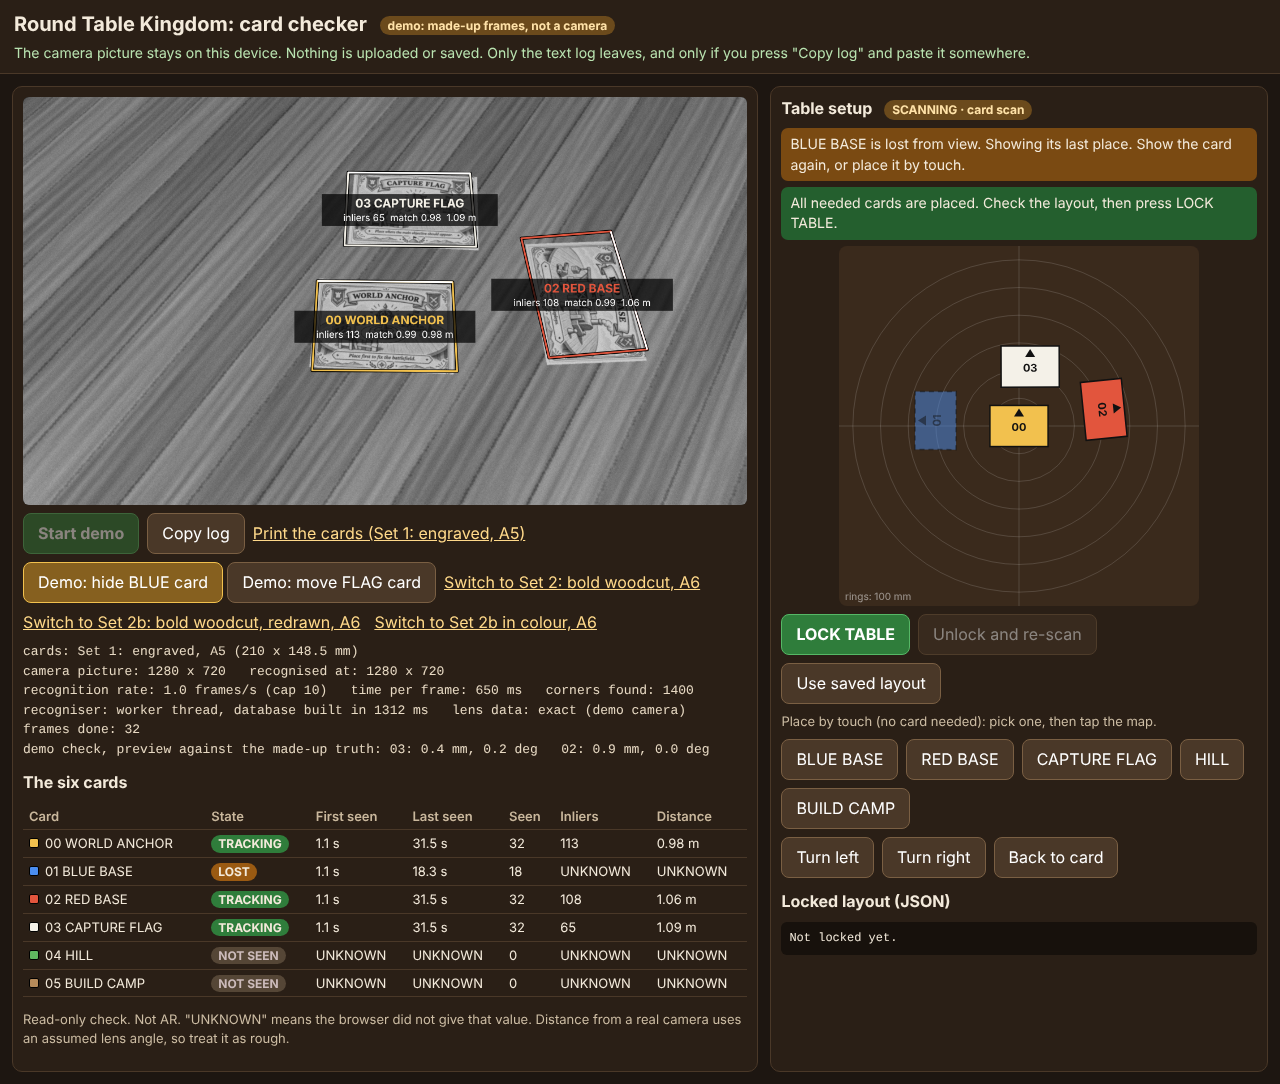 Round Table Kingdom: card checker demo: made-up frames, not a camera
The camera picture stays on this device. Nothing is uploaded or saved. Only the text log leaves, and only if you press "Copy log" and paste it somewhere.
CAPTURE FLAG
03 CAPTURE FLAG
inliers 65 match 0.98 1.09 m
02 RED BASE
inliers 108 match 0.99 1.06 m
WORLD ANCHOR
00 WORLD ANCHOR
inliers 113 match 0.99 0.98 m
Place first to fix the battlefield.
Start demo Copy log Print the cards (Set 1: engraved, A5)
Demo: hide BLUE card Demo: move FLAG card Switch to Set 2: bold woodcut, A6
Switch to Set 2b: bold woodcut, redrawn, A6 Switch to Set 2b in colour, A6
cards: Set 1: engraved, A5 (210 x 148.5 mm)
camera picture: 1280 x 720 recognised at: 1280 x 720
recognition rate: 1.0 frames/s (cap 10) time per frame: 650 ms corners found: 1400
recogniser: worker thread, database built in 1312 ms lens data: exact (demo camera)
frames done: 32
demo check, preview against the made-up truth: 03: 0.4 mm, 0.2 deg 02: 0.9 mm, 0.0 deg
The six cards
Card State First seen Last seen Seen Inliers Distance
00 WORLD ANCHOR TRACKING 1.1 s 31.5 s 32 113 0.98 m
01 BLUE BASE LOST 1.1 s 18.3 s 18 UNKNOWN UNKNOWN
02 RED BASE TRACKING 1.1 s 31.5 s 32 108 1.06 m
03 CAPTURE FLAG TRACKING 1.1 s 31.5 s 32 65 1.09 m
04 HILL NOT SEEN UNKNOWN UNKNOWN 0 UNKNOWN UNKNOWN
05 BUILD CAMP NOT SEEN UNKNOWN UNKNOWN 0 UNKNOWN UNKNOWN
Read-only check. Not AR. "UNKNOWN" means the browser did not give that value. Distance from a real camera uses
an assumed lens angle, so treat it as rough.
Table setup SCANNING · card scan
BLUE BASE is lost from view. Showing its last place. Show the card
again, or place it by touch.
All needed cards are placed. Check the layout, then press LOCK
TABLE.
03
01
00
02
rings: 100 mm
LOCK TABLE Unlock and re-scan
Use saved layout
Place by touch (no card needed): pick one, then tap the map.
BLUE BASE RED BASE CAPTURE FLAG HILL
BUILD CAMP
Turn left Turn right Back to card
Locked layout (JSON)
Not locked yet.